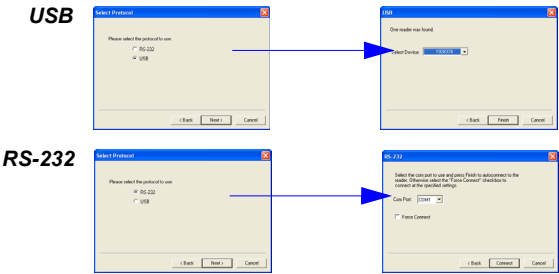 USB
Select Protocol
Please select the protocol to use:
RS-232
USB
< Back Next > Cancel
USB
One reader was found.
Select Device:
< Back Finish Cancel
RS-232
Select Protocol
Please select the protocol to use:
RS-232
USB
< Back Next > Cancel
RS-232
Select the com port to use and press Finish to autoconnect to the
reader. Otherwise select the "Force Connect" checkbox to
connect at the specified settings.
Com Port: COM1
Force Connect
< Back Connect Cancel